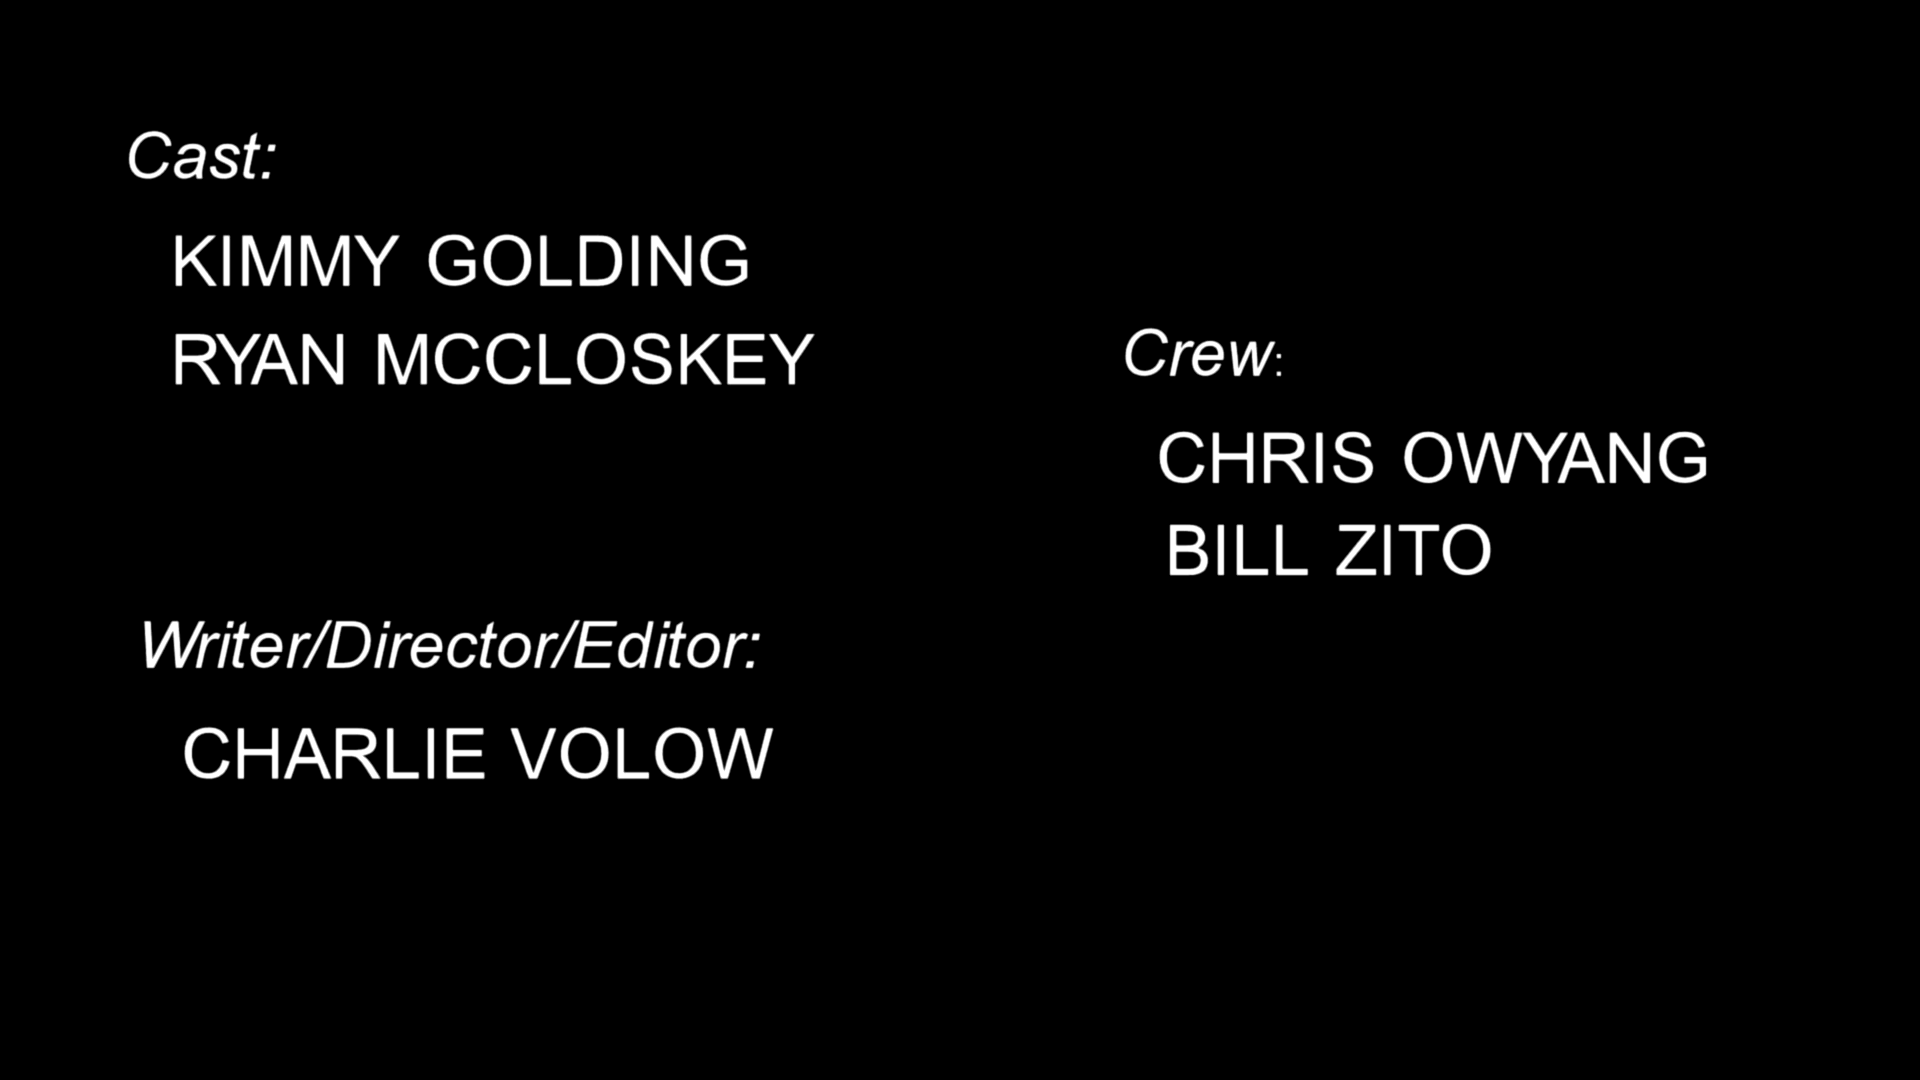 Cast:
KIMMY GOLDING
RYAN MCCLOSKEY
Writer/Director/Editor:
CHARLIE VOLOW
Crew:
CHRIS OWYANG
BILL ZITO